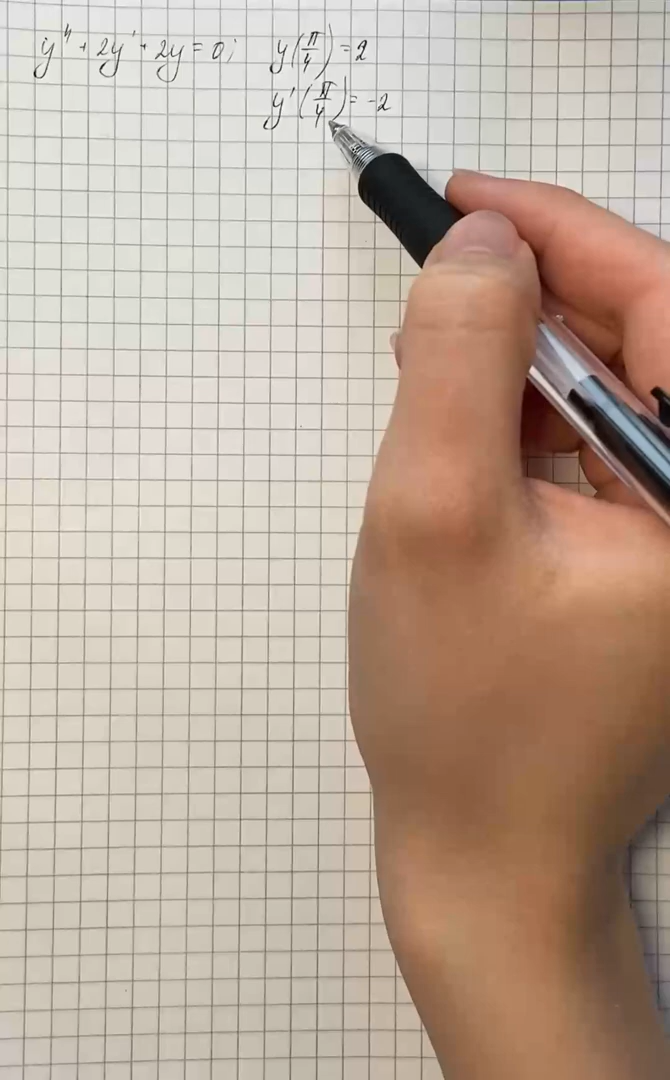 y'' + 2y' + 2y = 0; y(π/4) = 2
y'(π/4) = -2